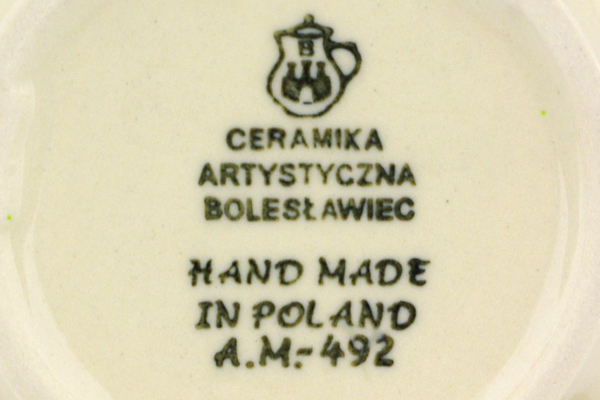 B
CERAMIKA
ARTYSTYCZNA
BOLESŁAWIEC
HAND MADE
IN POLAND
A.M.-492